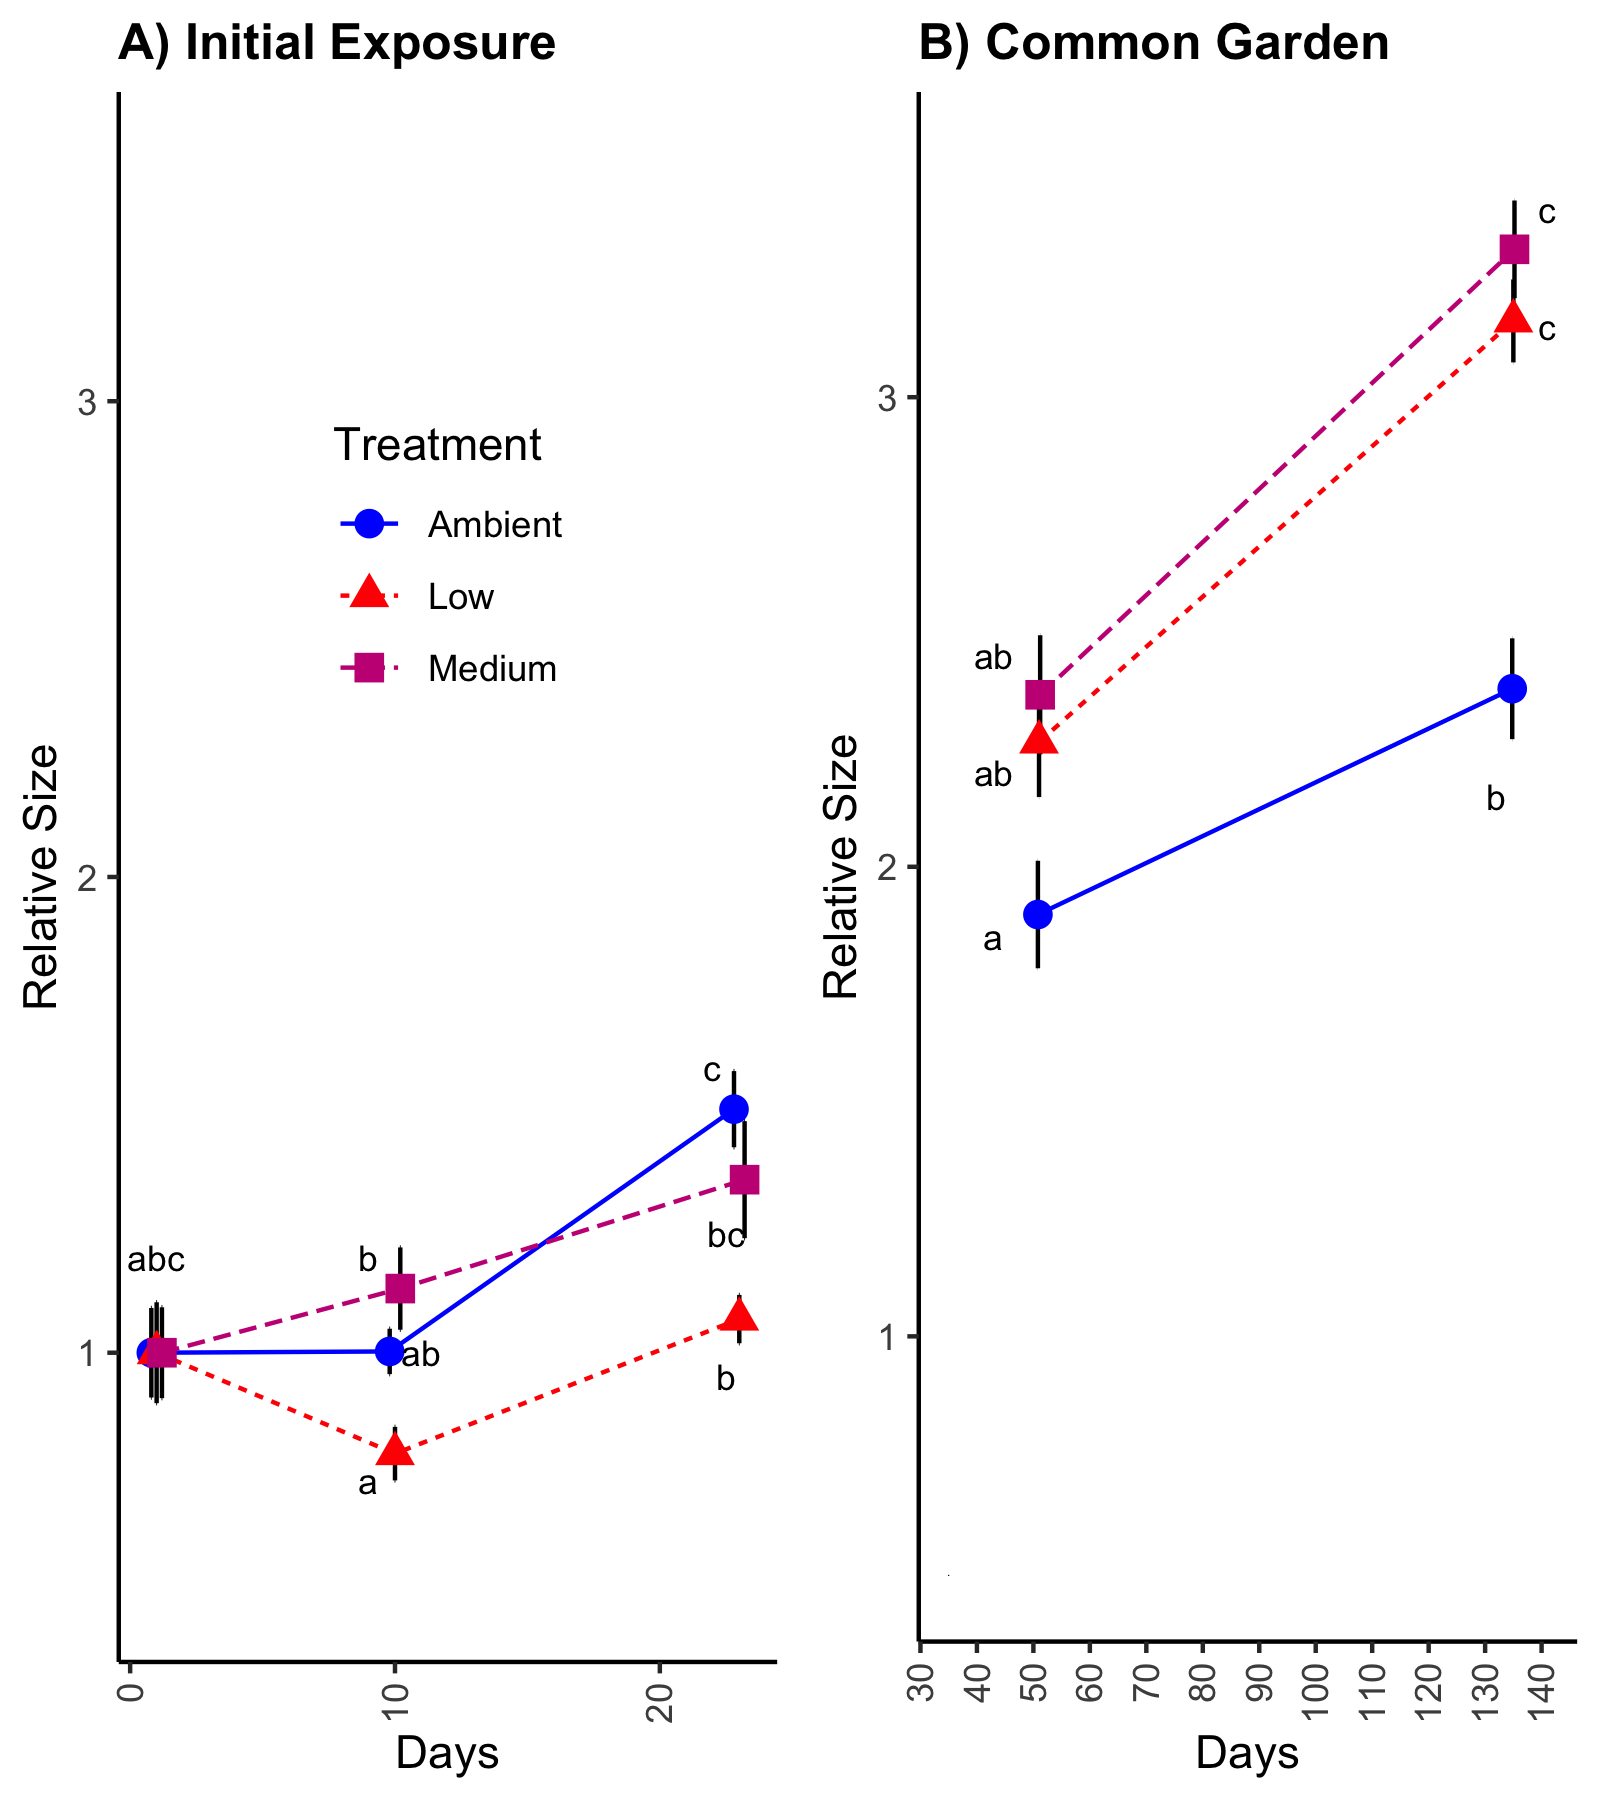 A) Initial Exposure
3
2
1
Relative Size
Treatment
Ambient
Low
Medium
abc
b
ab
a
c
bc
b
0
10
20
Days
B) Common Garden
3
2
1
Relative Size
c
c
ab
ab
b
a
30
40
50
60
70
80
90
100
110
120
130
140
Days